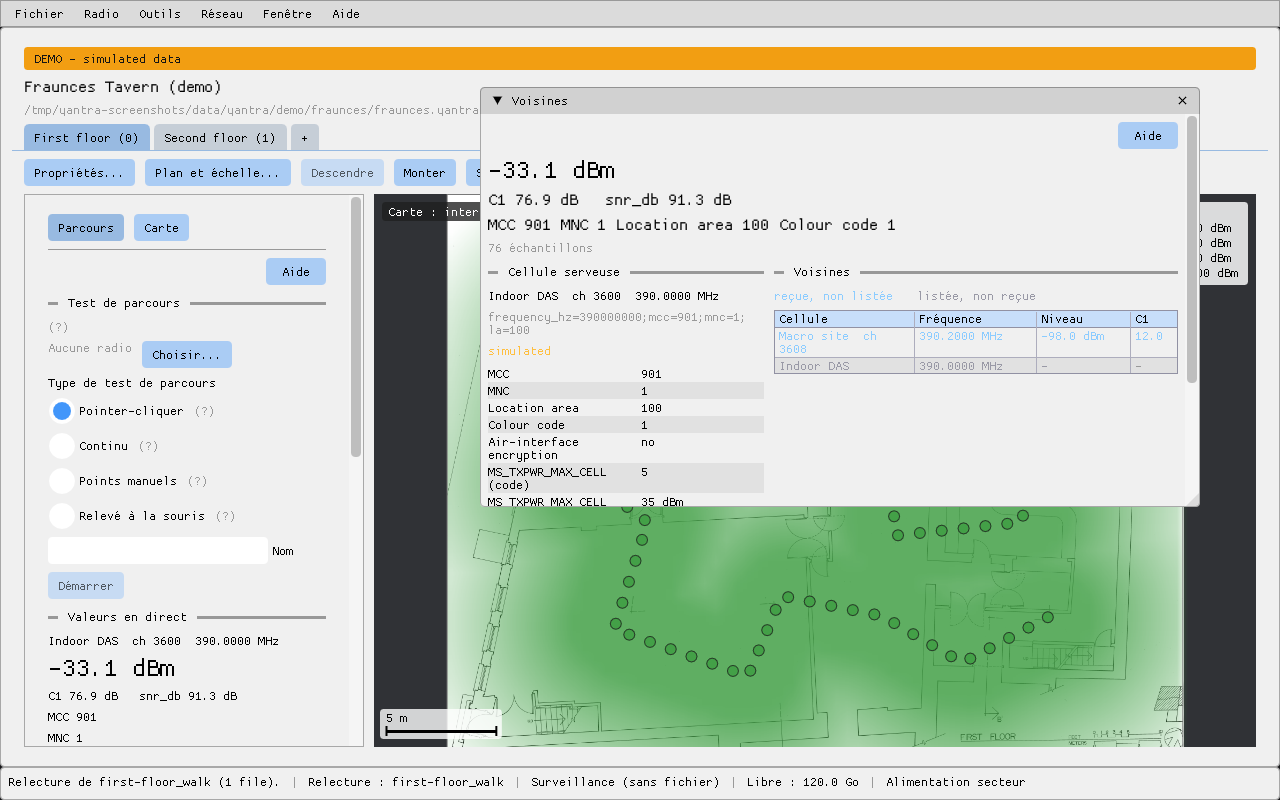 Fichier Radio Outils Réseau Fenêtre Aide
DEMO - simulated data
Fraunces Tavern (demo)
/tmp/yantra-screenshots/data/yantra/demo/fraunces/fraunces.yantra
First floor (0) Second floor (1) +
Propriétés... Plan et échelle... Descendre Monter
Parcours Carte
Aide
Test de parcours
(?)
Aucune radio Choisir...
Type de test de parcours
Pointer-cliquer (?)
Continu (?)
Points manuels (?)
Relevé à la souris (?)
Nom
Démarrer
Valeurs en direct
Indoor DAS ch 3600 390.0000 MHz
-33.1 dBm
C1 76.9 dB snr_db 91.3 dB
MCC 901
MNC 1
Carte : inter
▼ Voisines ✕
Aide
-33.1 dBm
C1 76.9 dB snr_db 91.3 dB
MCC 901 MNC 1 Location area 100 Colour code 1
76 échantillons
Cellule serveuse
Indoor DAS ch 3600 390.0000 MHz
frequency_hz=390000000;mcc=901;mnc=1;
la=100
simulated
MCC 901
MNC 1
Location area 100
Colour code 1
Air-interface no
encryption
MS_TXPWR_MAX_CELL 5
(code)
MS_TXPWR_MAX_CELL 35 dBm
Voisines
reçue, non listée listée, non reçue
Cellule Fréquence Niveau C1
Macro site ch 390.2000 MHz -98.0 dBm 12.0
3608
Indoor DAS 390.0000 MHz - -
dBm
dBm
dBm
dBm
5 m
FIRST FLOOR
FEET
METERS
Relecture de first-floor_walk (1 file). | Relecture : first-floor_walk | Surveillance (sans fichier) | Libre : 120.0 Go | Alimentation secteur